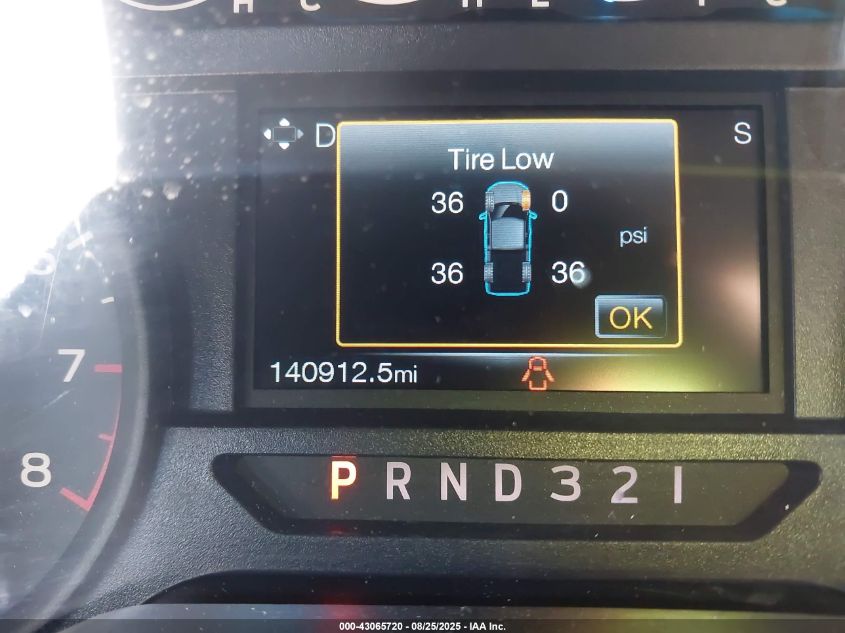 D S
Tire Low
36 0
psi
36 36
OK
140912.5mi
7
8
P R N D 3 2 1
000-43065720 - 08/25/2025 - IAA Inc.